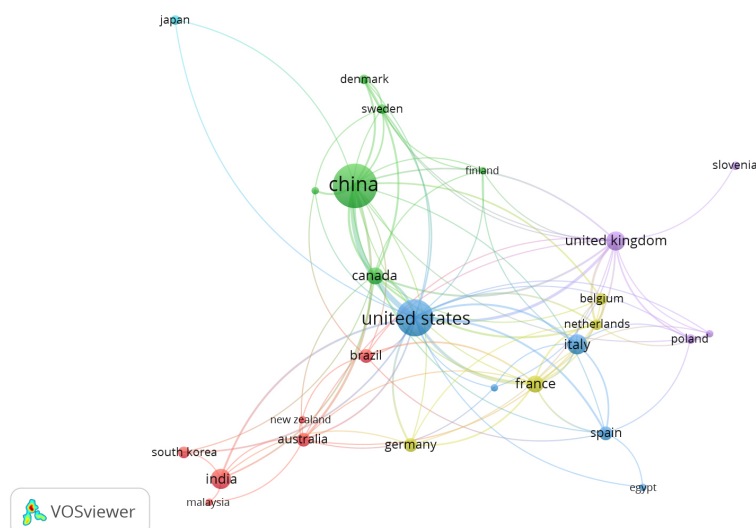 japan
denmark
sweden
china
finland
slovenia
united kingdom
canada
belgium
united states
netherlands
poland
italy
brazil
france
new zealand
australia
spain
germany
south korea
india
egypt
malaysia
VOSviewer